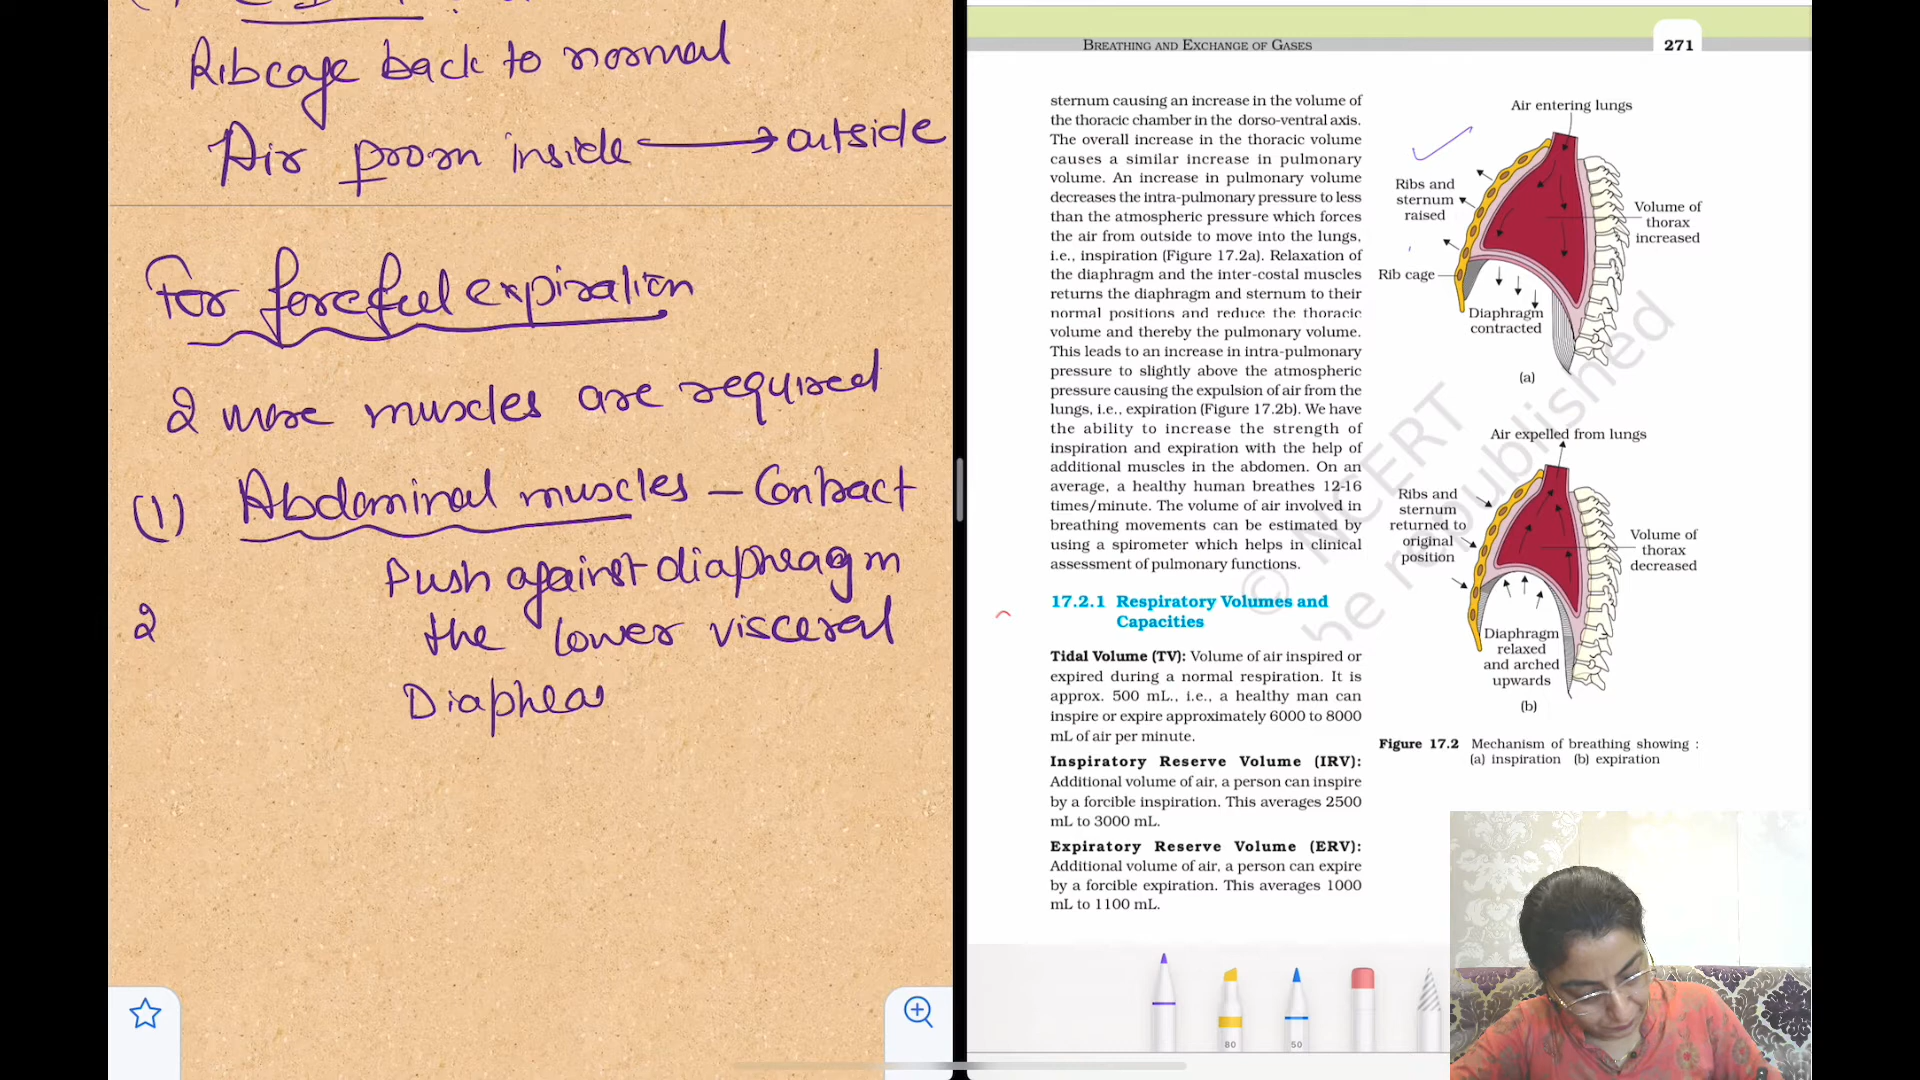 Ribcage back to normal
Air from inside → outside
For forceful expiration
2 more muscles are required
(1) Abdominal muscles – Contract
Push against diaphragm
2 the lower visceral
Diaphra
BREATHING AND EXCHANGE OF GASES
271
sternum causing an increase in the volume of
the thoracic chamber in the dorso-ventral axis.
The overall increase in the thoracic volume
causes a similar increase in pulmonary
volume. An increase in pulmonary volume
decreases the intra-pulmonary pressure to less
than the atmospheric pressure which forces
the air from outside to move into the lungs,
i.e., inspiration (Figure 17.2a). Relaxation of
the diaphragm and the inter-costal muscles
returns the diaphragm and sternum to their
normal positions and reduce the thoracic
volume and thereby the pulmonary volume.
This leads to an increase in intra-pulmonary
pressure to slightly above the atmospheric
pressure causing the expulsion of air from the
lungs, i.e., expiration (Figure 17.2b). We have
the ability to increase the strength of
inspiration and expiration with the help of
additional muscles in the abdomen. On an
average, a healthy human breathes 12-16
times/minute. The volume of air involved in
breathing movements can be estimated by
using a spirometer which helps in clinical
assessment of pulmonary functions.
17.2.1 Respiratory Volumes and
Capacities
Tidal Volume (TV): Volume of air inspired or
expired during a normal respiration. It is
approx. 500 mL., i.e., a healthy man can
inspire or expire approximately 6000 to 8000
mL of air per minute.
Inspiratory Reserve Volume (IRV):
Additional volume of air, a person can inspire
by a forcible inspiration. This averages 2500
mL to 3000 mL.
Expiratory Reserve Volume (ERV):
Additional volume of air, a person can expire
by a forcible expiration. This averages 1000
mL to 1100 mL.
Air entering lungs
Ribs and
sternum
raised
Volume of
thorax
increased
Rib cage
Diaphragm
contracted
(a)
Air expelled from lungs
Ribs and
sternum
returned to
original
position
Volume of
thorax
decreased
Diaphragm
relaxed
and arched
upwards
(b)
Figure 17.2 Mechanism of breathing showing :
(a) inspiration (b) expiration
© NCERT
be republished
80
50